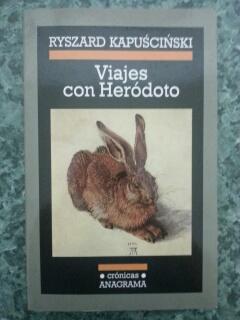 RYSZARD KAPUŚCIŃSKI
Viajes
con Heródoto
crónicas
ANAGRAMA